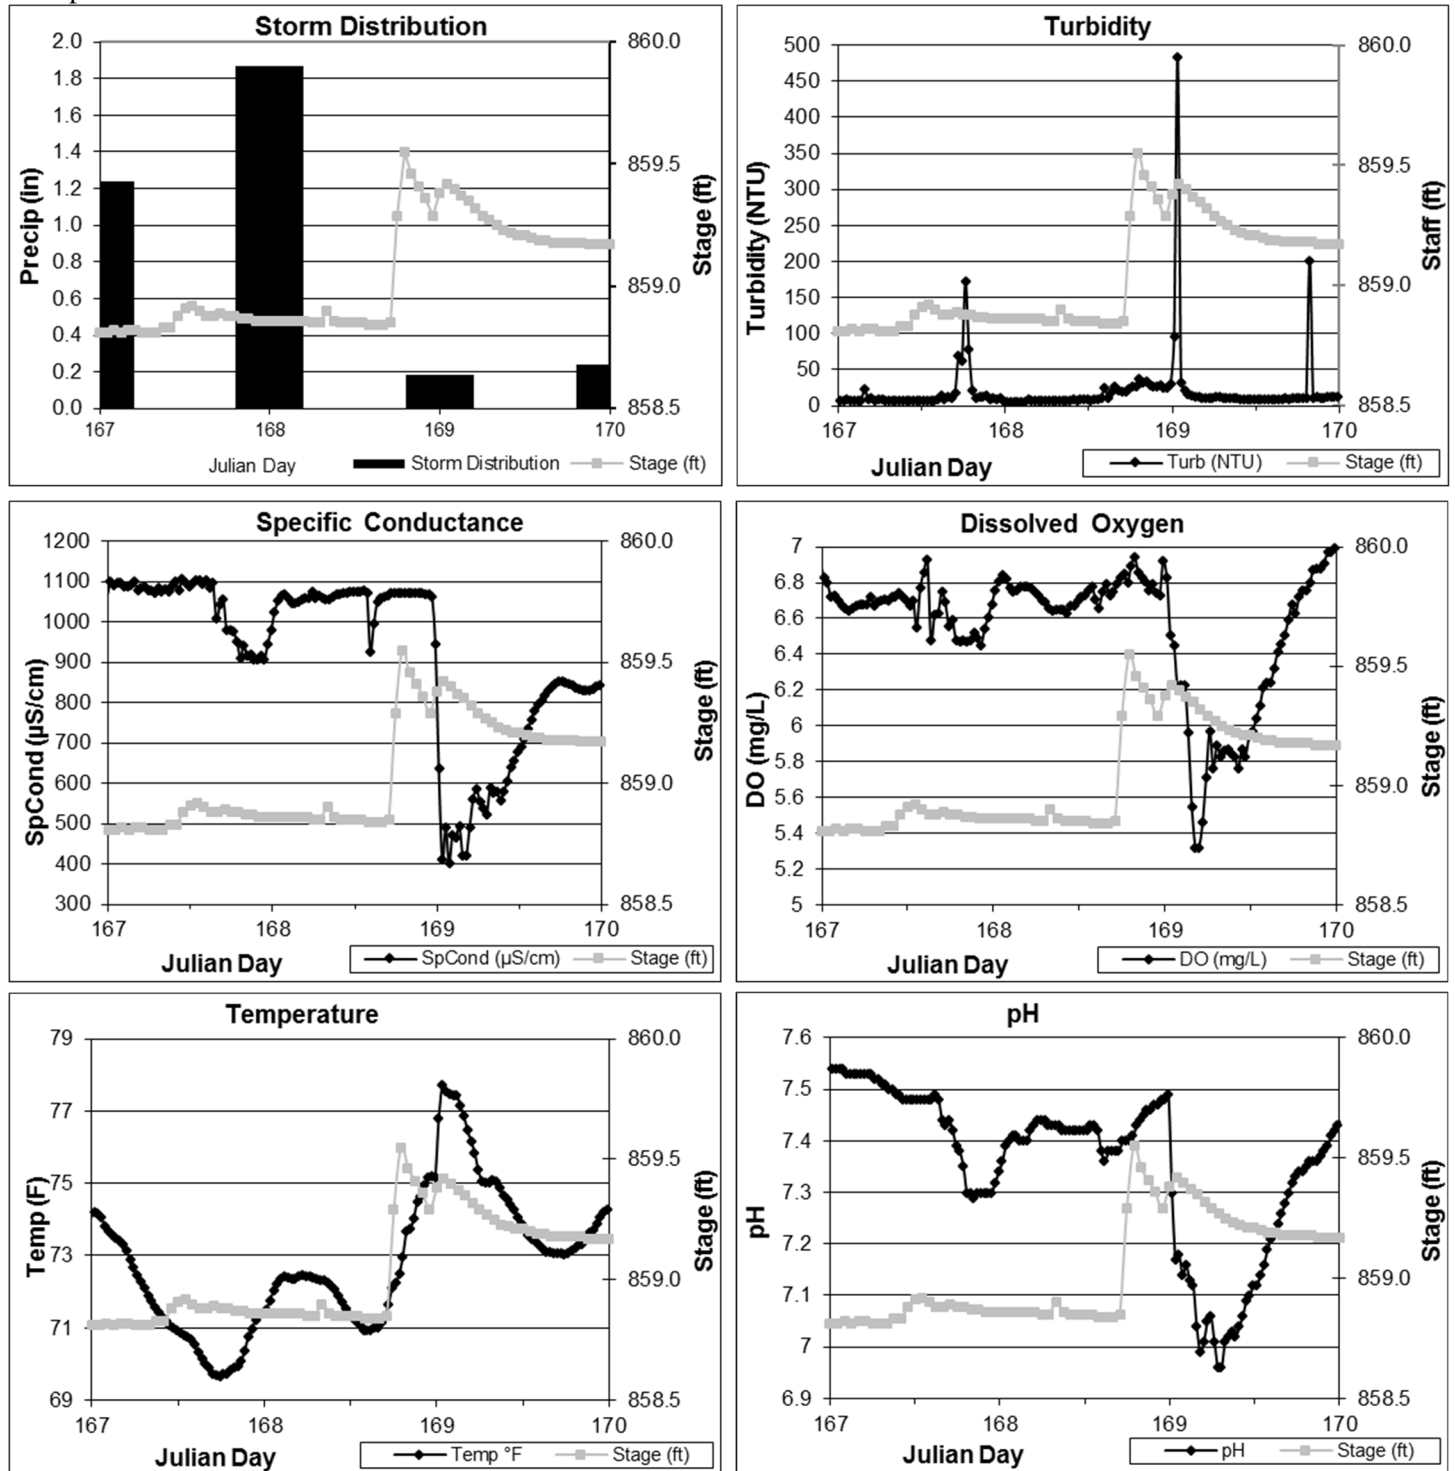 Storm Distribution
2.0
1.8
1.6
1.4
1.2
1.0
0.8
0.6
0.4
0.2
0.0
Precip (in)
860.0
859.5
859.0
858.5
Stage (ft)
167 168 169 170
Julian Day Storm Distribution Stage (ft)
Turbidity
500
450
400
350
300
250
200
150
100
50
0
Turbidity (NTU)
860.0
859.5
859.0
858.5
Staff (ft)
167 168 169 170
Julian Day Turb (NTU) Stage (ft)
Specific Conductance
1200
1100
1000
900
800
700
600
500
400
300
SpCond (µS/cm)
860.0
859.5
859.0
858.5
Stage (ft)
167 168 169 170
Julian Day SpCond (µS/cm) Stage (ft)
Dissolved Oxygen
7
6.8
6.6
6.4
6.2
6
5.8
5.6
5.4
5.2
5
DO (mg/L)
860.0
859.5
859.0
858.5
Stage (ft)
167 168 169 170
Julian Day DO (mg/L) Stage (ft)
Temperature
79
77
75
73
71
69
Temp (F)
860.0
859.5
859.0
858.5
Stage (ft)
167 168 169 170
Julian Day Temp °F Stage (ft)
pH
7.6
7.5
7.4
7.3
7.2
7.1
7
6.9
pH
860.0
859.5
859.0
858.5
Stage (ft)
167 168 169 170
Julian Day pH Stage (ft)